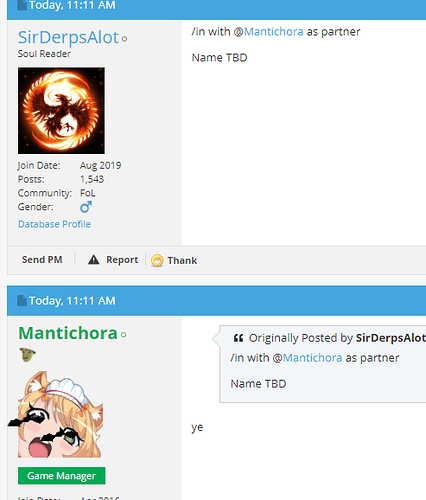 Today, 11:11 AM
SirDerpsAlot
Soul Reader
/in with @Mantichora as partner
Name TBD
Join Date: Aug 2019
Posts: 1,543
Community: FoL
Gender:
Database Profile
Send PM Report Thank
Today, 11:11 AM
Mantichora
Originally Posted by SirDerpsAlot
/in with @Mantichora as partner
Name TBD
ye
Game Manager
Join Date: Apr 2016